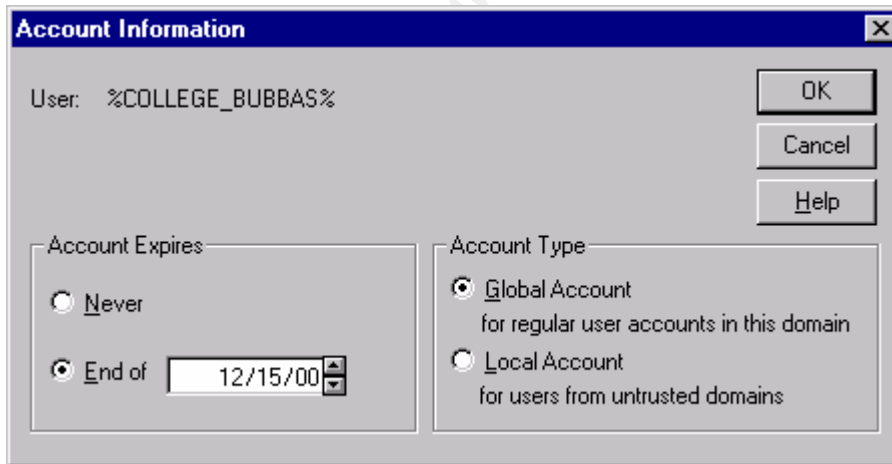 Account Information
User: %COLLEGE_BUBBAS%
OK
Cancel
Help
Account Expires
Never
End of 12/15/00
Account Type
Global Account
for regular user accounts in this domain
Local Account
for users from untrusted domains